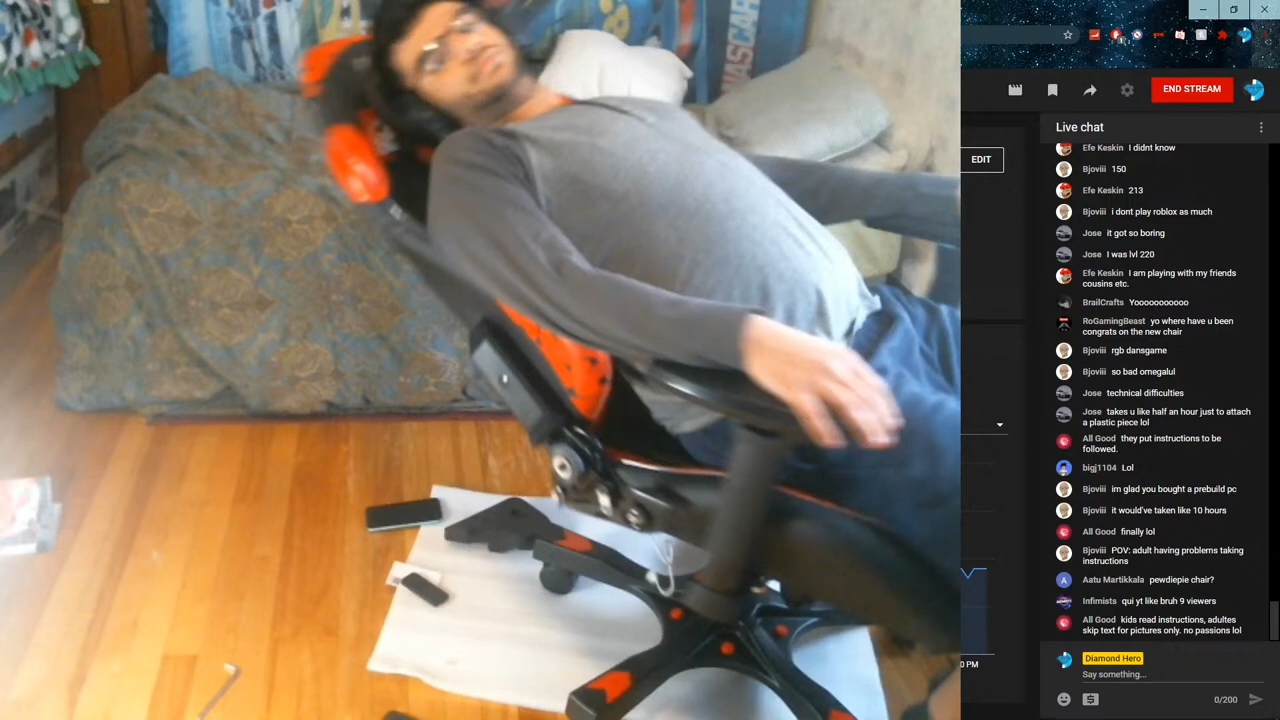 NASCAR
END STREAM
Live chat
EDIT
Efe Keskin I didnt know
Bjoviii 150
Efe Keskin 213
Bjoviii i dont play roblox as much
Jose it got so boring
Jose I was lvl 220
Efe Keskin I am playing with my friends
cousins etc.
BrailCrafts Yooooooooooo
RoGamingBeast yo where have u been
congrats on the new chair
Bjoviii rgb dansgame
Bjoviii so bad omegalul
Jose technical difficulties
Jose takes u like half an hour just to attach
a plastic piece lol
All Good they put instructions to be
followed.
bigj1104 Lol
Bjoviii im glad you bought a prebuild pc
Bjoviii it would've taken like 10 hours
All Good finally lol
Bjoviii POV: adult having problems taking
instructions
Aatu Martikkala pewdiepie chair?
Infimists qui yt like bruh 9 viewers
All Good kids read instructions, adultes
skip text for pictures only. no passions lol
0 PM
Diamond Hero
Say something...
0/200